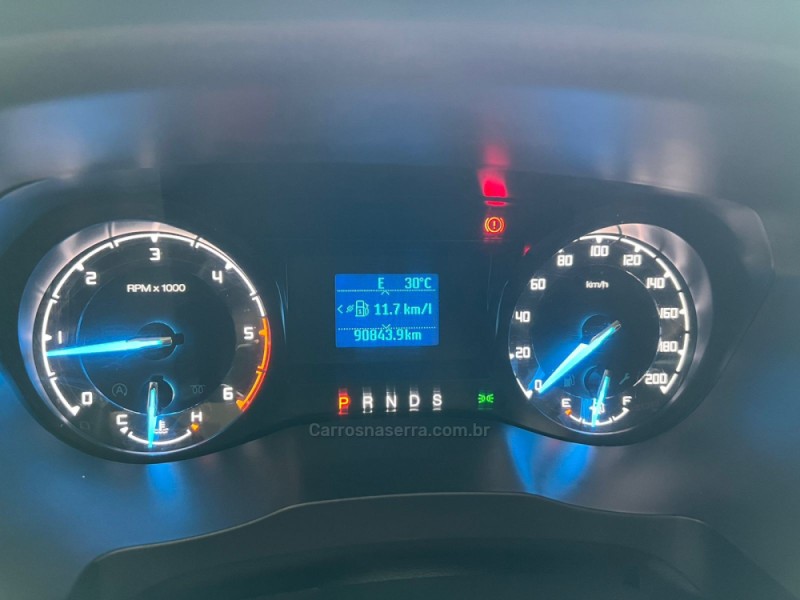 0 1 2 3 4 5 6
RPM x 1000
C H
E 30°C
11.7 km/l
90843.9km
P R N D S
0 20 40 60 80 100 120 140 160 180 200
km/h
E F
Carrosnaserra.com.br